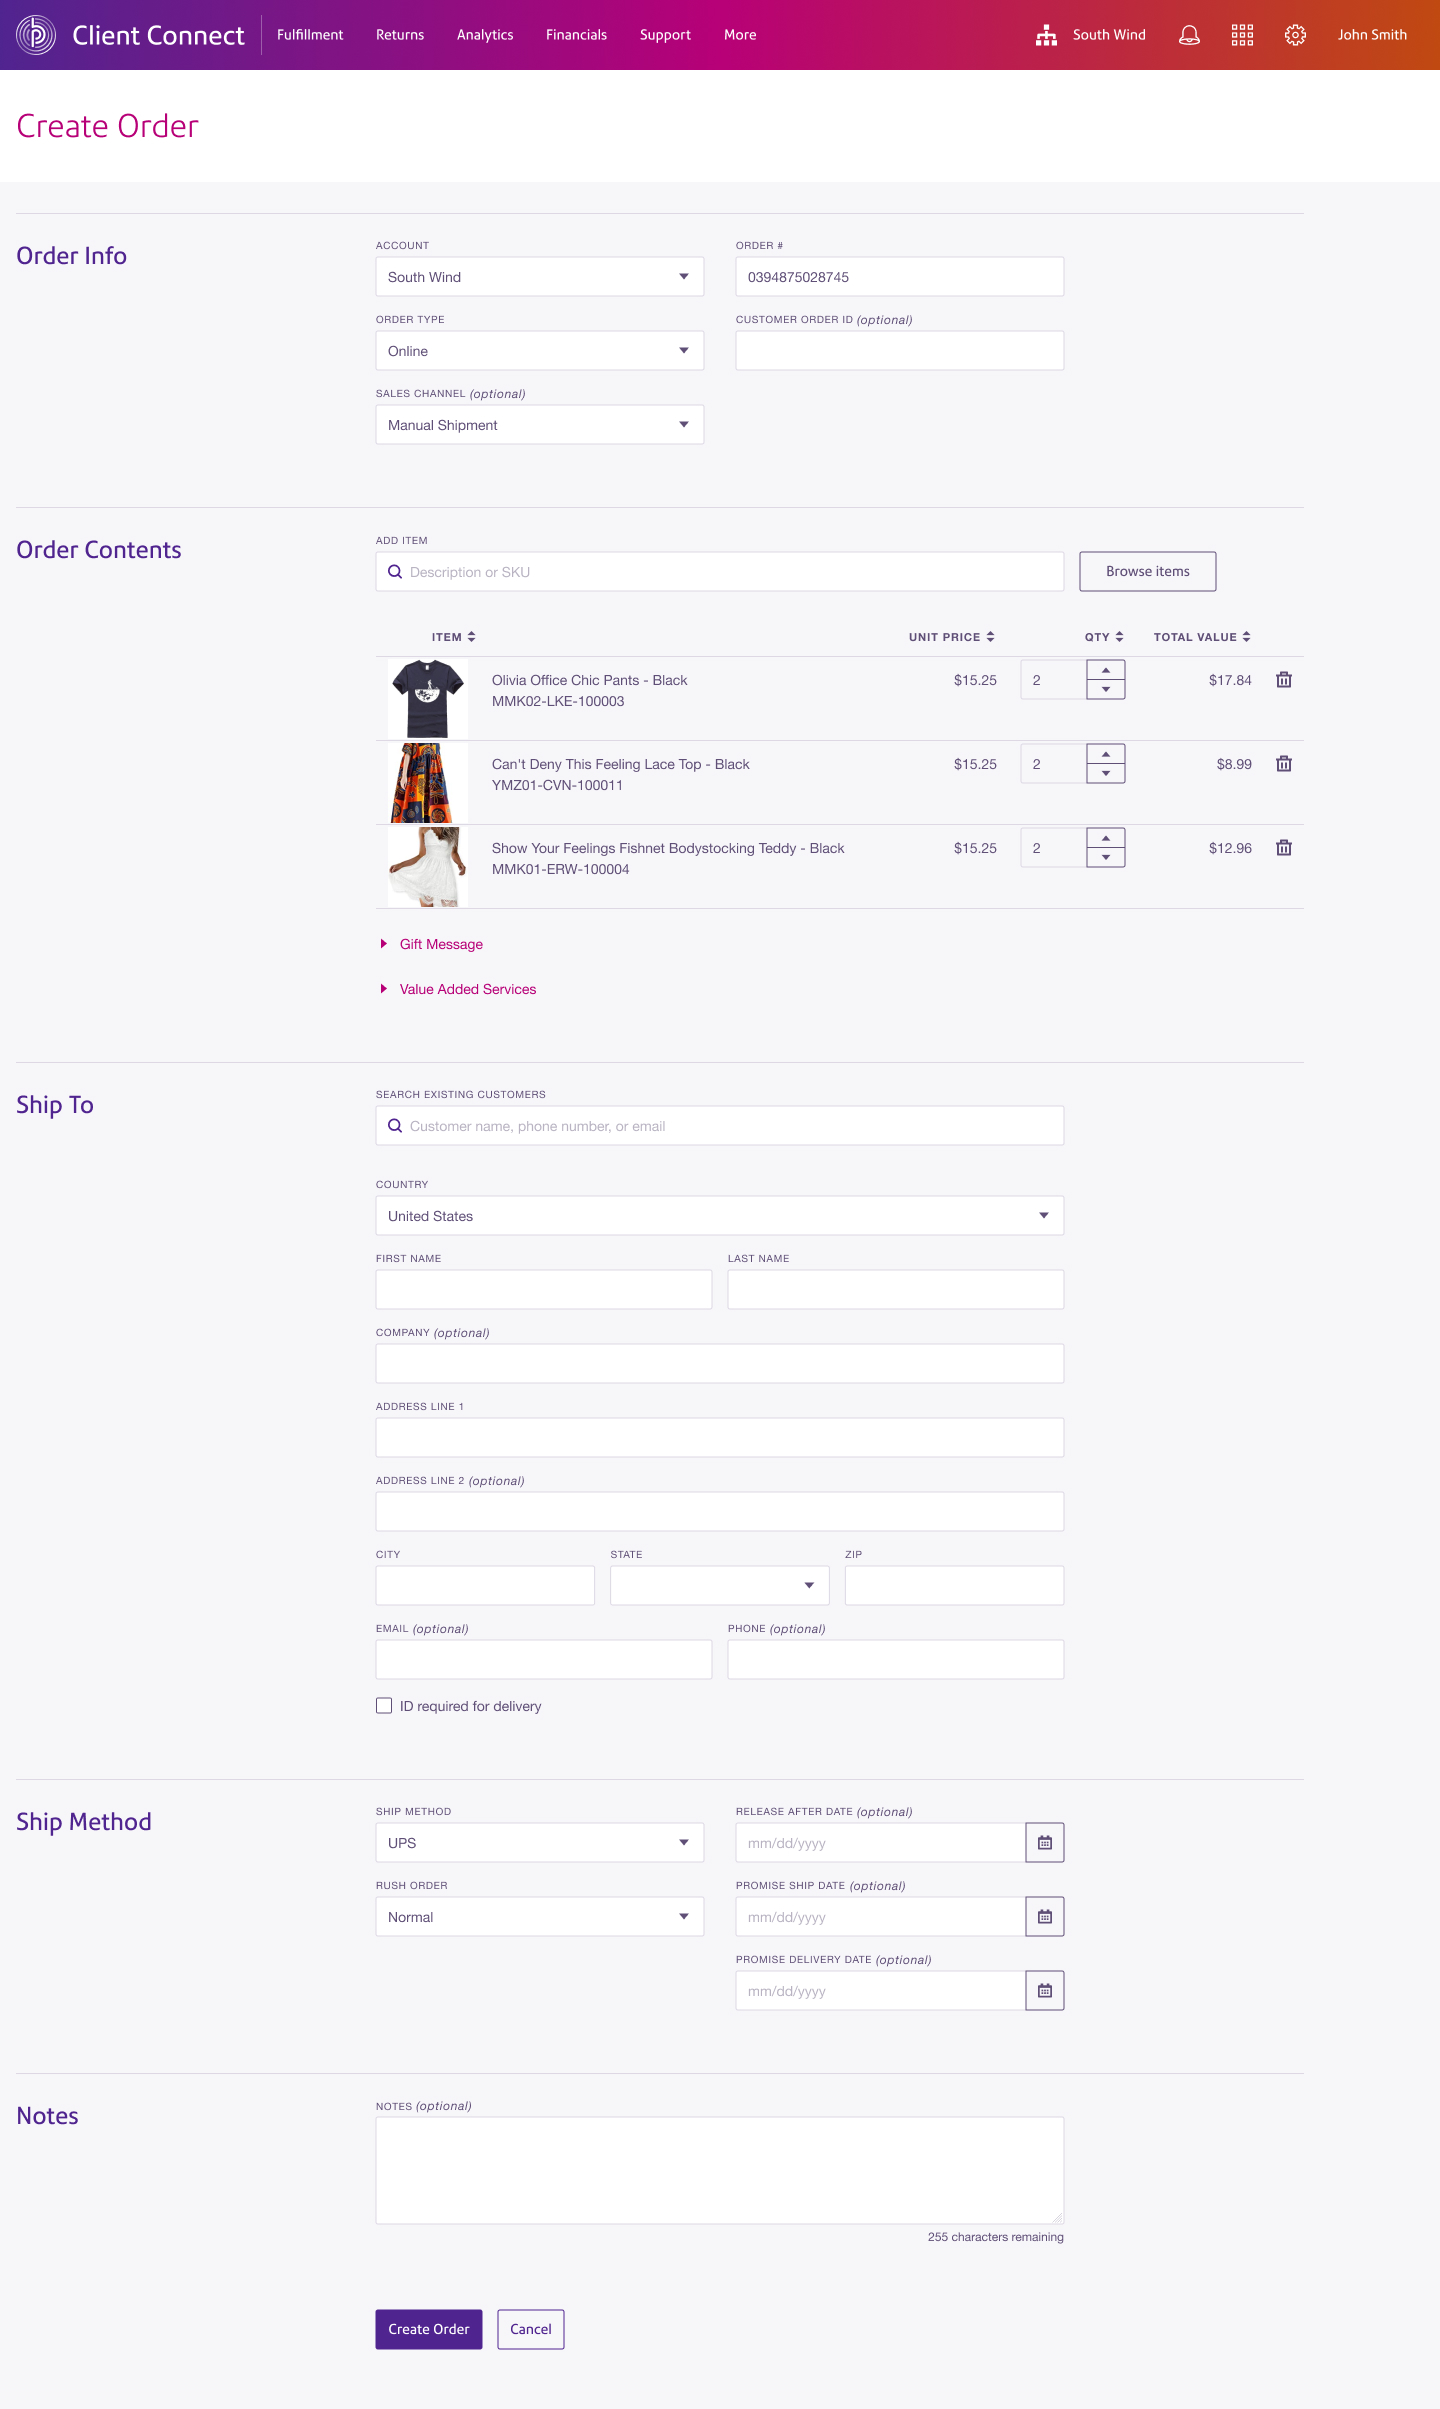 Client Connect
Fulfillment Returns Analytics Financials Support More South Wind John Smith
Create Order
Order Info
ACCOUNT ORDER #
South Wind 0394875028745
ORDER TYPE CUSTOMER ORDER ID (optional)
Online
SALES CHANNEL (optional)
Manual Shipment
Order Contents
ADD ITEM
Description or SKU Browse items
ITEM UNIT PRICE QTY TOTAL VALUE
Olivia Office Chic Pants - Black $15.25 2 $17.84
MMK02-LKE-100003
Can't Deny This Feeling Lace Top - Black $15.25 2 $8.99
YMZ01-CVN-100011
Show Your Feelings Fishnet Bodystocking Teddy - Black $15.25 2 $12.96
MMK01-ERW-100004
Gift Message
Value Added Services
Ship To
SEARCH EXISTING CUSTOMERS
Customer name, phone number, or email
COUNTRY
United States
FIRST NAME LAST NAME
COMPANY (optional)
ADDRESS LINE 1
ADDRESS LINE 2 (optional)
CITY STATE ZIP
EMAIL (optional) PHONE (optional)
ID required for delivery
Ship Method
SHIP METHOD RELEASE AFTER DATE (optional)
UPS mm/dd/yyyy
RUSH ORDER PROMISE SHIP DATE (optional)
Normal mm/dd/yyyy
PROMISE DELIVERY DATE (optional)
mm/dd/yyyy
Notes
NOTES (optional)
255 characters remaining
Create Order Cancel